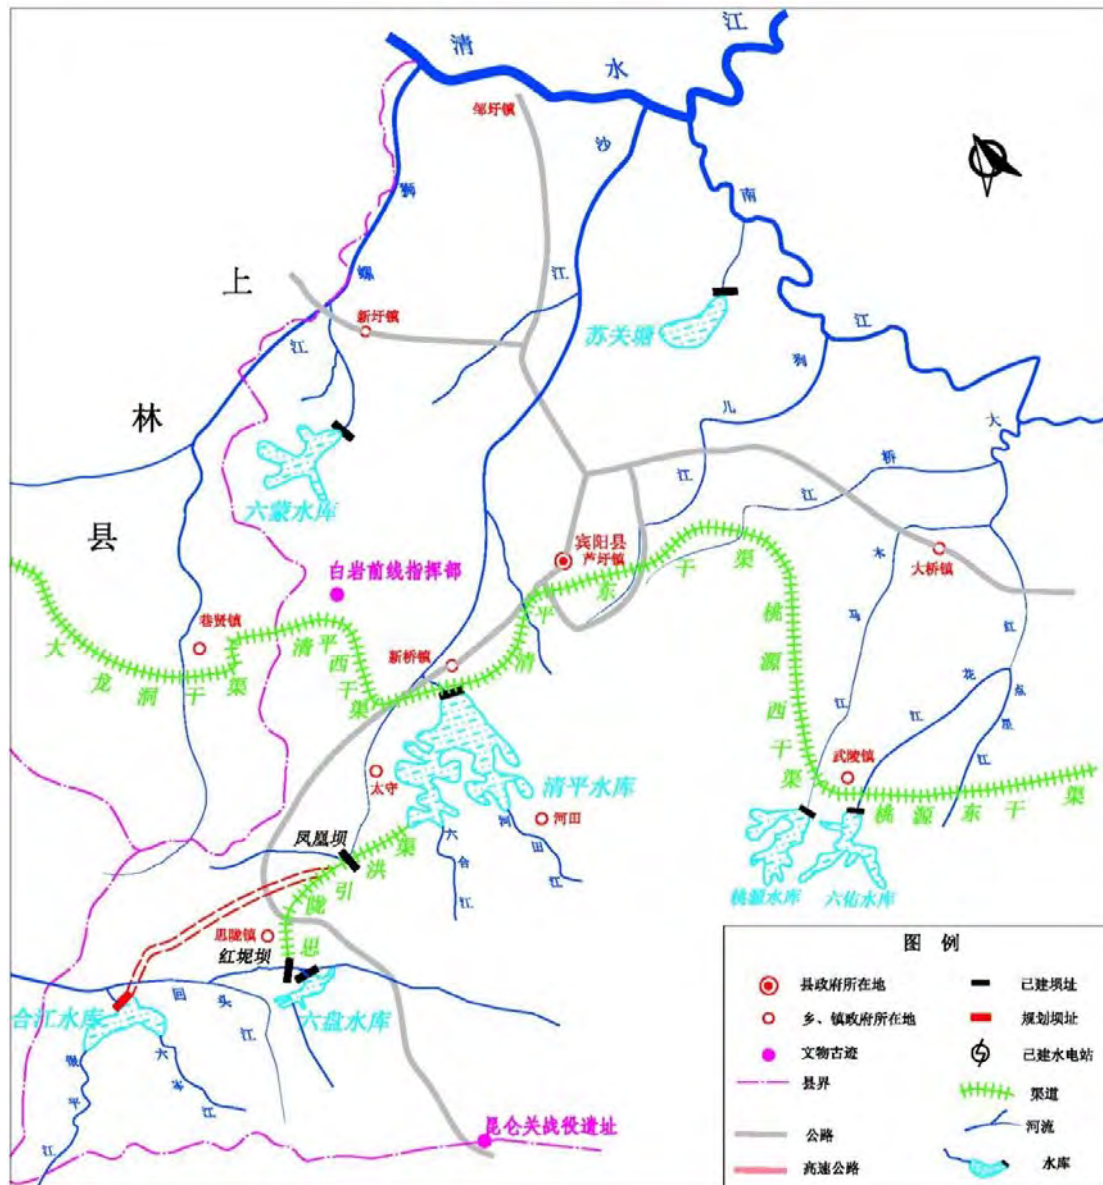 清水江
邹圩镇
狮螺江
沙江
南江
上林县
新圩镇
苏关塘
狗儿江
大桥江
六蒙水库
宾阳县
芦圩镇
大桥镇
白岩前线指挥部
巷贤镇
大龙洞干渠
清平西干渠
新桥镇
清平东干渠
桃源西干渠
木马江
花江
红点星江
武陵镇
太守
清平水库
河田
桃源东干渠
凤凰坝
思陇引洪渠
六合江
河田江
桃源水库
六佑水库
思陇镇
红坭坝
合江水库
回头江
六盘水库
昆仑关战役遗址
图 例
县政府所在地
已建坝址
乡、镇政府所在地
规划坝址
文物古迹
已建水电站
县界
渠道
公路
河流
高速公路
水库